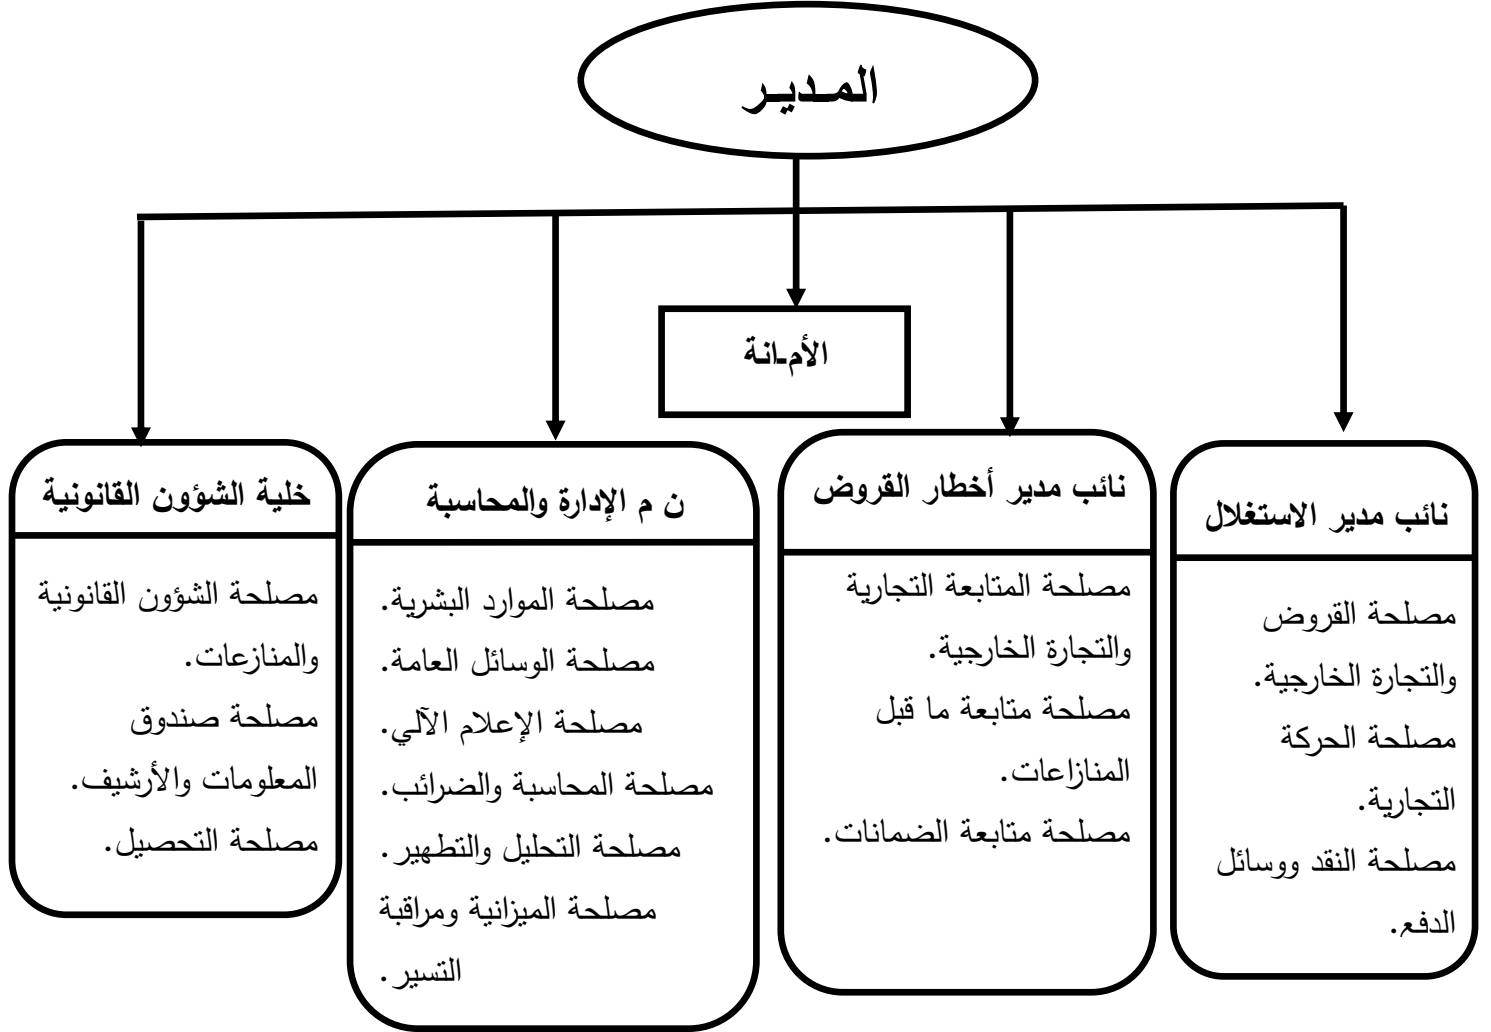 المـديـر
الأمـانة
نائب مدير الاستغلال
مصلحة القروض
والتجارة الخارجية.
مصلحة الحركة
التجارية.
مصلحة النقد ووسائل
الدفع.
نائب مدير أخطار القروض
مصلحة المتابعة التجارية
والتجارة الخارجية.
مصلحة متابعة ما قبل
المنازاعات.
مصلحة متابعة الضمانات.
ن م الإدارة والمحاسبة
مصلحة الموارد البشرية.
مصلحة الوسائل العامة.
مصلحة الإعلام الآلي.
مصلحة المحاسبة والضرائب.
مصلحة التحليل والتطهير.
مصلحة الميزانية ومراقبة
التسير.
خلية الشؤون القانونية
مصلحة الشؤون القانونية
والمنازعات.
مصلحة صندوق
المعلومات والأرشيف.
مصلحة التحصيل.